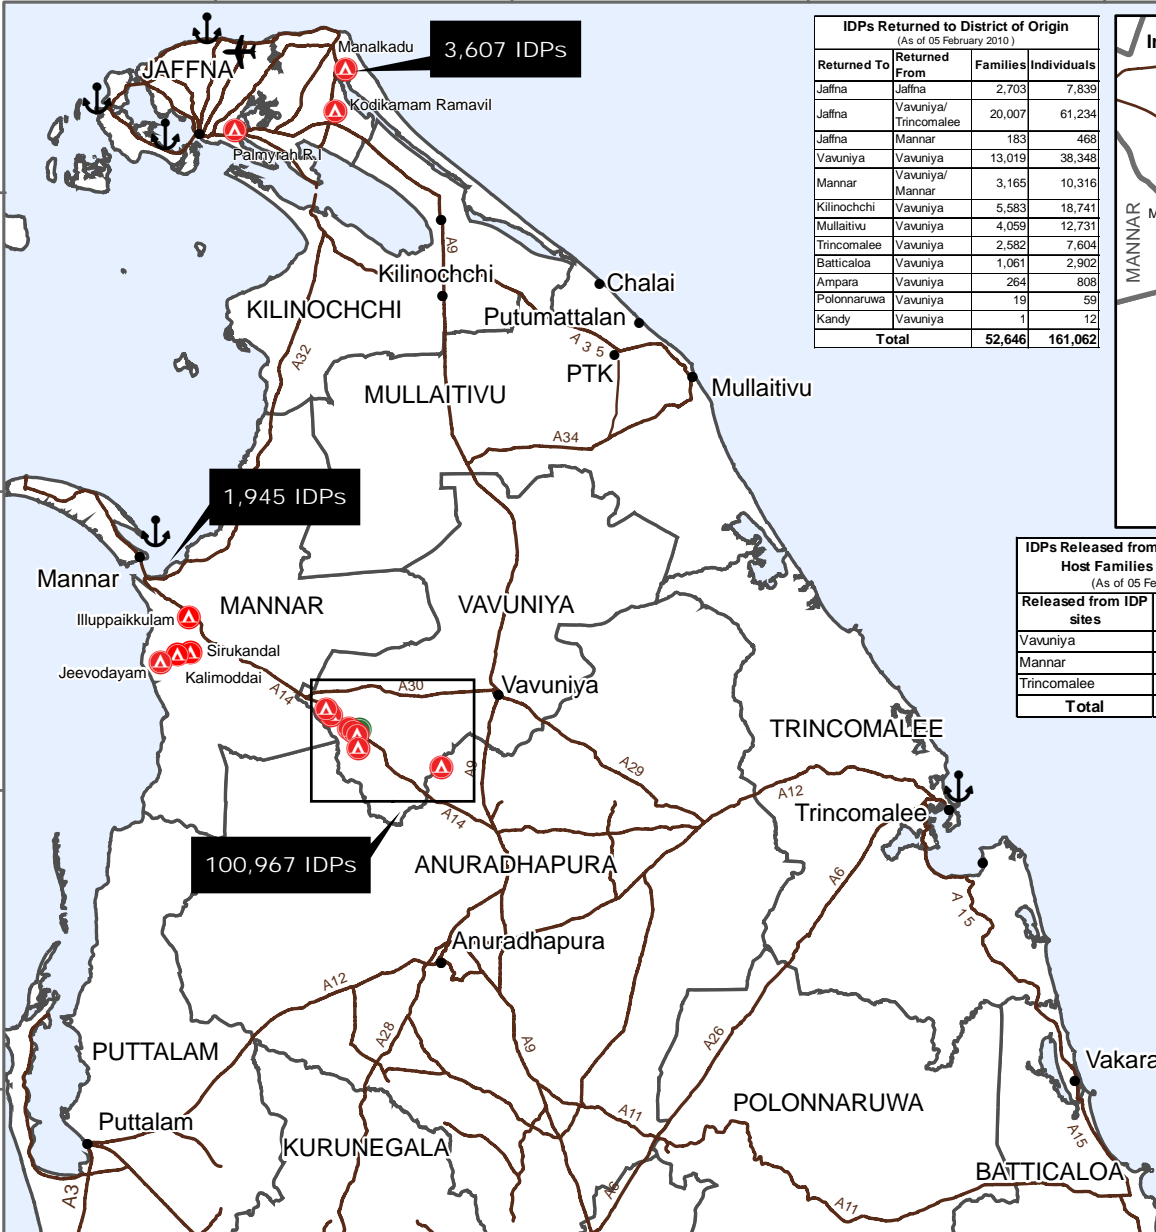 IDPs Returned to District of Origin
(As of 05 February 2010 )
Returned To Returned From Families Individuals
Jaffna Jaffna 2,703 7,839
Jaffna Vavuniya/ Trincomalee 20,007 61,234
Jaffna Mannar 183 468
Vavuniya Vavuniya 13,019 38,348
Mannar Vavuniya/ Mannar 3,165 10,316
Kilinochchi Vavuniya 5,583 18,741
Mullaitivu Vavuniya 4,059 12,731
Trincomalee Vavuniya 2,582 7,604
Batticaloa Vavuniya 1,061 2,902
Ampara Vavuniya 264 808
Polonnaruwa Vavuniya 19 59
Kandy Vavuniya 1 12
Total 52,646 161,062
MANNAR
M
IDPs Released from
Host Families
(As of 05 Fe
Released from IDP
sites
Vavuniya
Mannar
Trincomalee
Total
3,607 IDPs
Manalkadu
JAFFNA
Kodikamam Ramavil
Palmyrah R.I
A9
Kilinochchi
Chalai
KILINOCHCHI
Putumattalan
A35
A32
PTK
MULLAITIVU
Mullaitivu
A34
1,945 IDPs
Mannar
MANNAR
VAVUNIYA
Illuppaikkulam
Sirukandal
Jeevodayam
Kalimoddai
A14
A30
Vavuniya
TRINCOMALEE
A29
A9
A12
Trincomalee
A14
100,967 IDPs
ANURADHAPURA
A6
A15
Anuradhapura
A12
A28
A9
A26
PUTTALAM
Vakara
Puttalam
POLONNARUWA
A11
KURUNEGALA
A15
BATTICALOA
A3
A6
A11